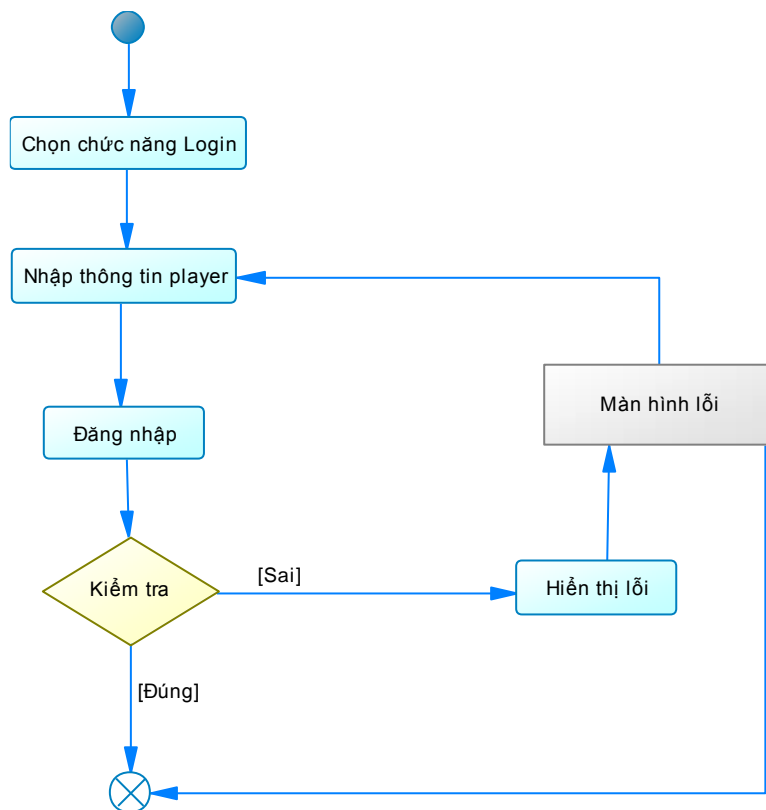 Chọn chức năng Login
Nhập thông tin player
Màn hình lỗi
Đăng nhập
Kiểm tra
[Sai]
Hiển thị lỗi
[Đúng]